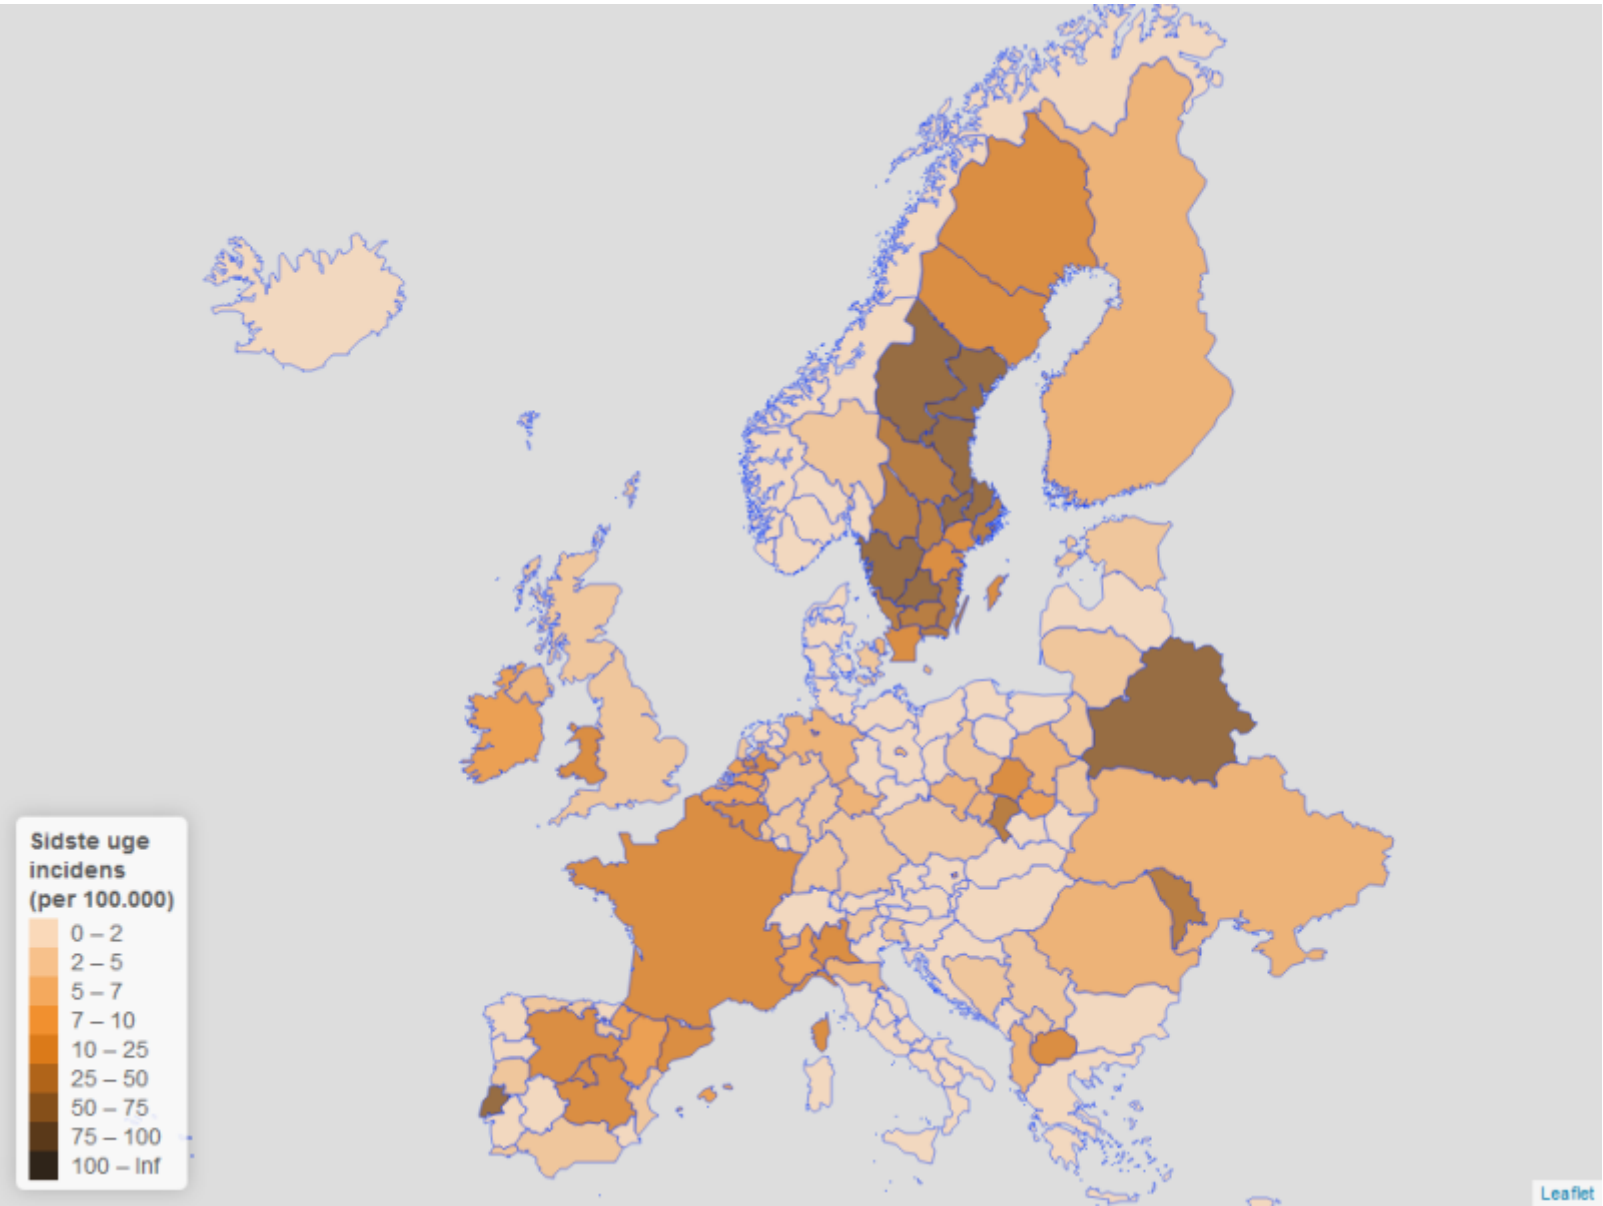 Sidste uge
incidens
(per 100.000)
0 – 2
2 – 5
5 – 7
7 – 10
10 – 25
25 – 50
50 – 75
75 – 100
100 – Inf
Leaflet